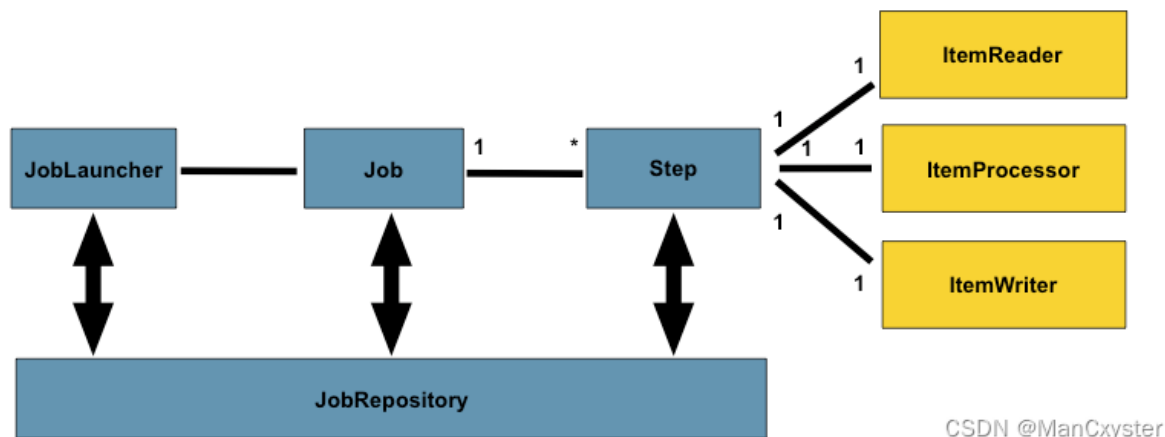 ItemReader
1
1
JobLauncher
Job
1
*
Step
1
1
ItemProcessor
1
1
ItemWriter
JobRepository
CSDN @ManCxyster